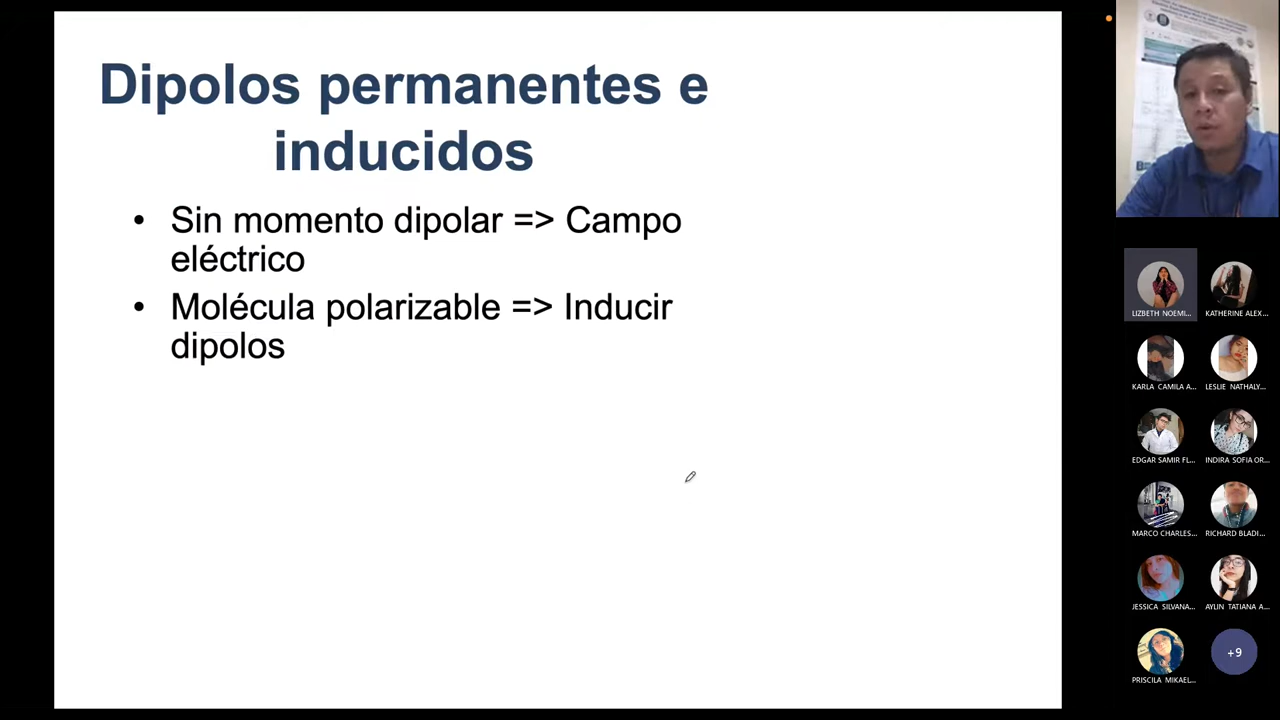 Dipolos permanentes e
inducidos
• Sin momento dipolar => Campo
eléctrico
• Molécula polarizable => Inducir
dipolos
LIZBETH NOEMI...
KATHERINE ALEX...
KARLA CAMILA A...
LESLIE NATHALY...
EDGAR SAMIR FL...
INDIRA SOFIA OR...
MARCO CHARLES...
RICHARD BLADI...
JESSICA SILVANA...
AYLIN TATIANA A...
PRISCILA MIKAEL...
+9